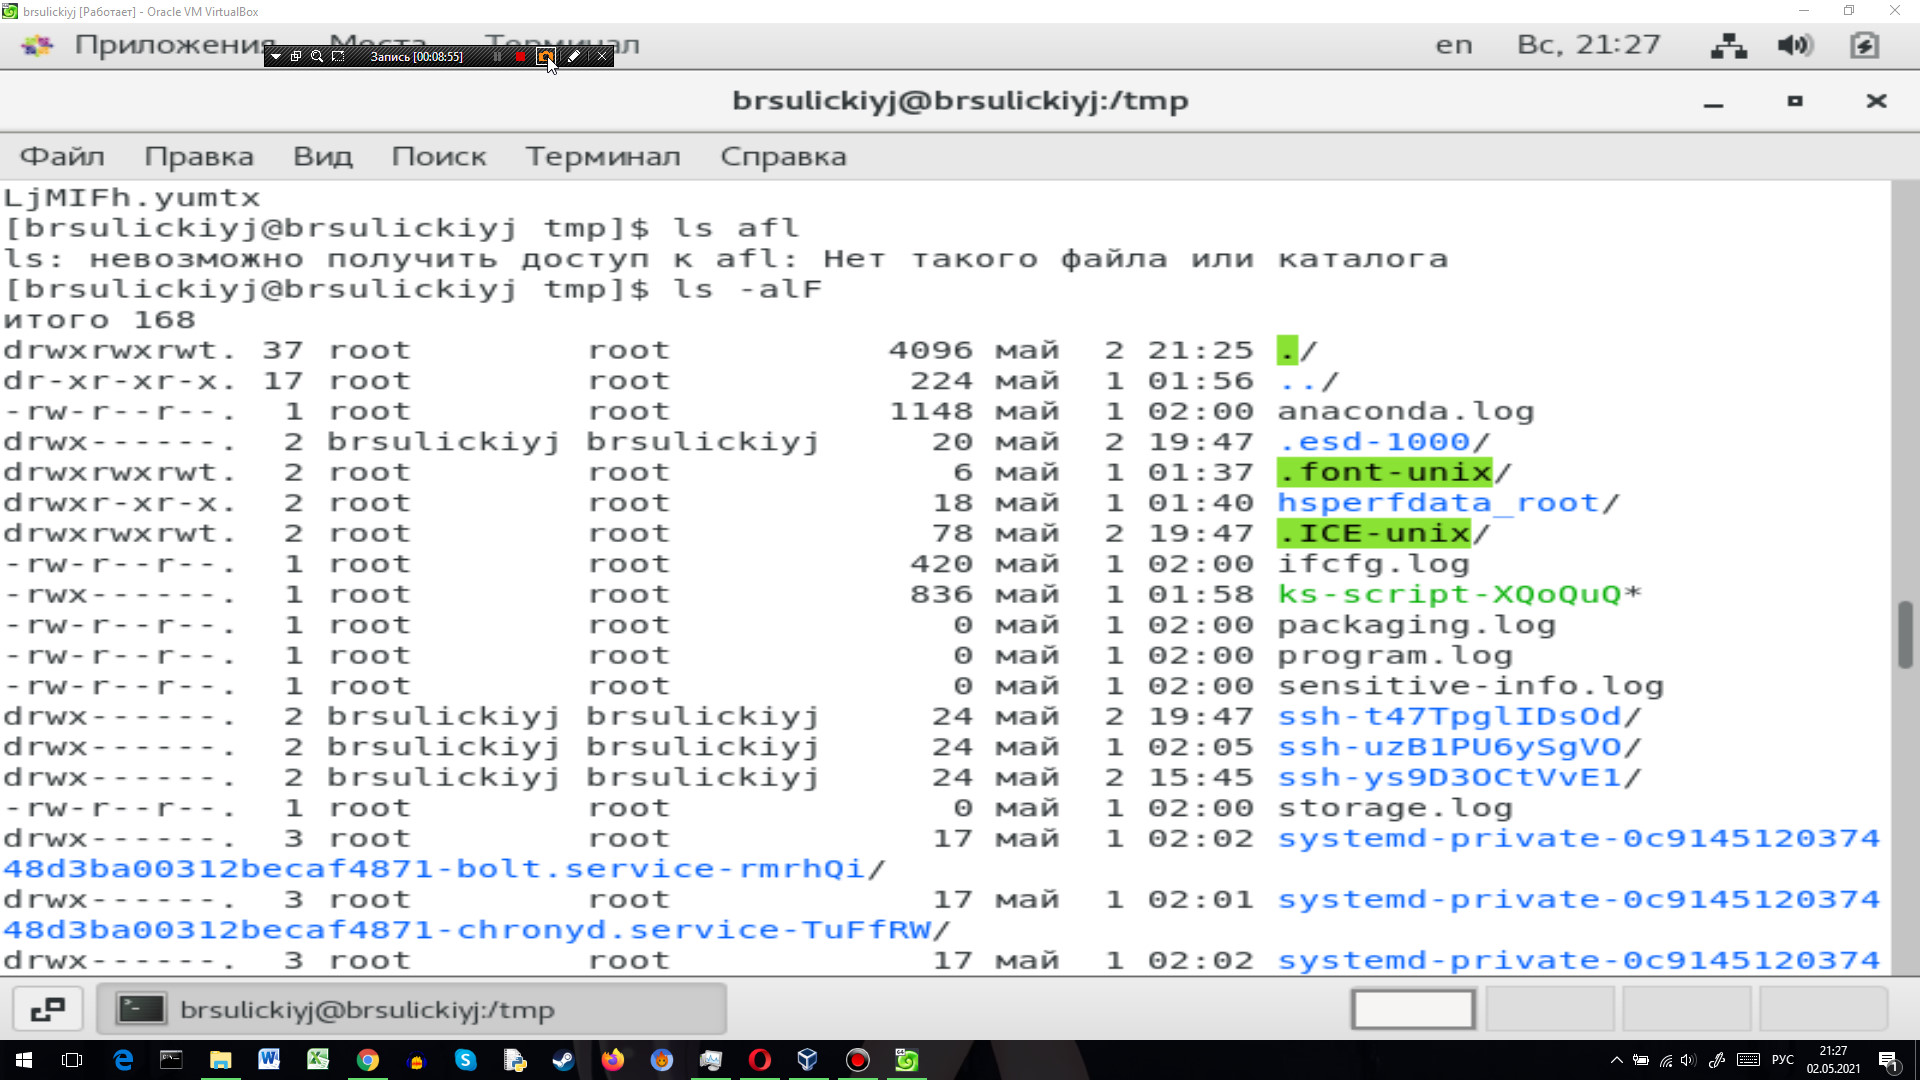 brsulickiyj [Работает] - Oracle VM VirtualBox
Приложения Места Терминал en Вс, 21:27
Запись [00:08:55]
brsulickiyj@brsulickiyj:/tmp
Файл Правка Вид Поиск Терминал Справка
LjMIFh.yumtx
[brsulickiyj@brsulickiyj tmp]$ ls afl
ls: невозможно получить доступ к afl: Нет такого файла или каталога
[brsulickiyj@brsulickiyj tmp]$ ls -alF
итого 168
drwxrwxrwt. 37 root root 4096 май 2 21:25 ./
dr-xr-xr-x. 17 root root 224 май 1 01:56 ../
-rw-r--r--. 1 root root 1148 май 1 02:00 anaconda.log
drwx------. 2 brsulickiyj brsulickiyj 20 май 2 19:47 .esd-1000/
drwxrwxrwt. 2 root root 6 май 1 01:37 .font-unix/
drwxr-xr-x. 2 root root 18 май 1 01:40 hsperfdata_root/
drwxrwxrwt. 2 root root 78 май 2 19:47 .ICE-unix/
-rw-r--r--. 1 root root 420 май 1 02:00 ifcfg.log
-rwx------. 1 root root 836 май 1 01:58 ks-script-XQoQuQ*
-rw-r--r--. 1 root root 0 май 1 02:00 packaging.log
-rw-r--r--. 1 root root 0 май 1 02:00 program.log
-rw-r--r--. 1 root root 0 май 1 02:00 sensitive-info.log
drwx------. 2 brsulickiyj brsulickiyj 24 май 2 19:47 ssh-t47TpglIDsOd/
drwx------. 2 brsulickiyj brsulickiyj 24 май 1 02:05 ssh-uzB1PU6ySgVO/
drwx------. 2 brsulickiyj brsulickiyj 24 май 2 15:45 ssh-ys9D3OCtVvE1/
-rw-r--r--. 1 root root 0 май 1 02:00 storage.log
drwx------. 3 root root 17 май 1 02:02 systemd-private-0c9145120374
48d3ba00312becaf4871-bolt.service-rmrhQi/
drwx------. 3 root root 17 май 1 02:01 systemd-private-0c9145120374
48d3ba00312becaf4871-chronyd.service-TuFfRW/
drwx------. 3 root root 17 май 1 02:02 systemd-private-0c9145120374
brsulickiyj@brsulickiyj:/tmp
РУС
21:27
02.05.2021
1